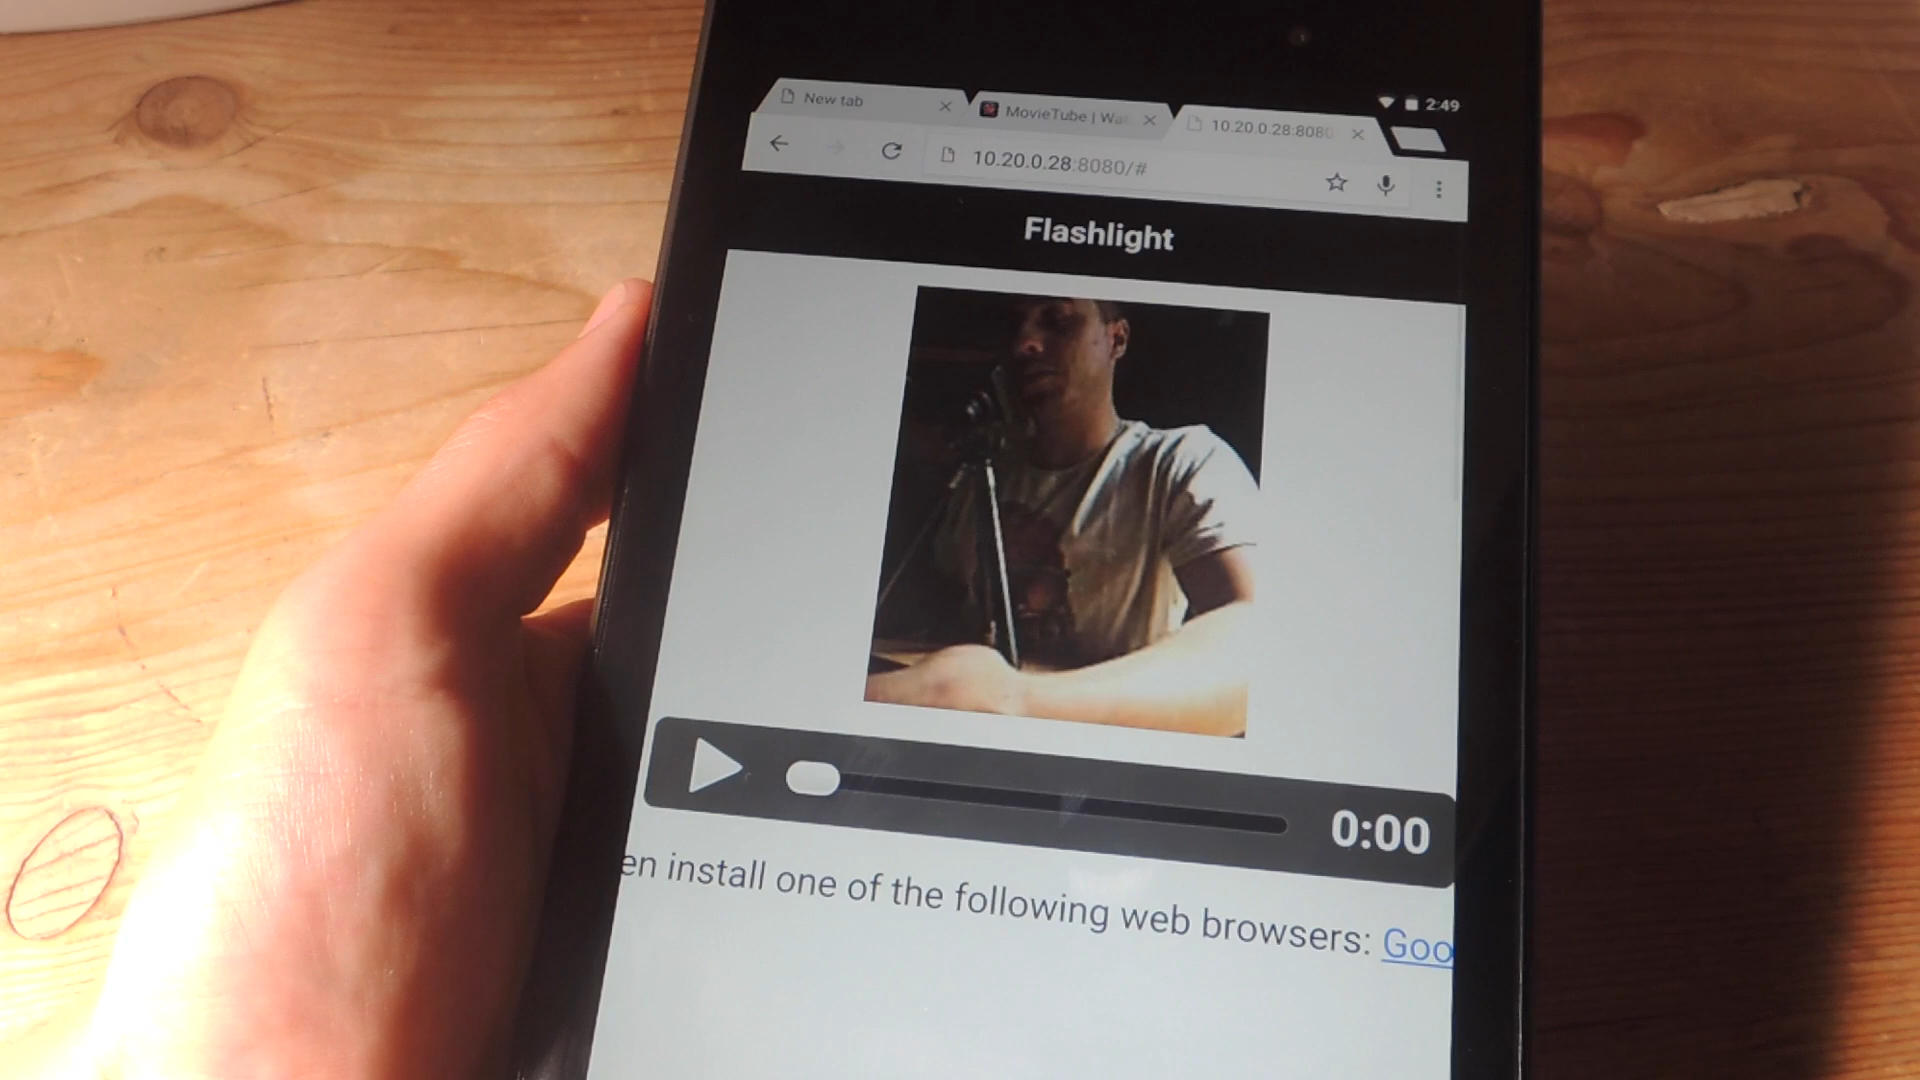 2:49
New tab
MovieTube | Wa
10.20.0.28:8080
10.20.0.28:8080/#
Flashlight
0:00
en install one of the following web browsers: Goo